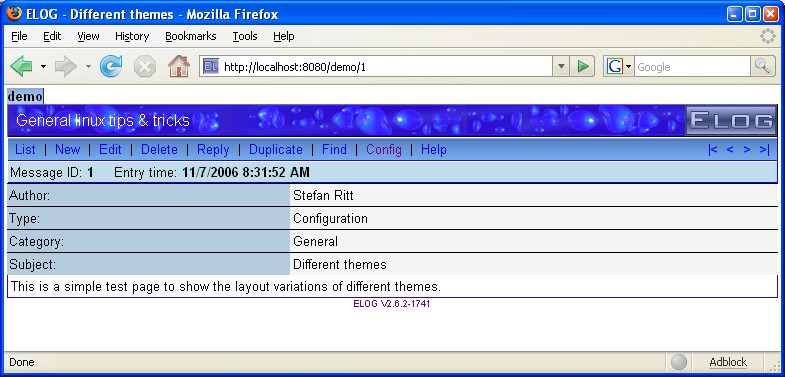 ELOG - Different themes - Mozilla Firefox
File Edit View History Bookmarks Tools Help
EL http://localhost:8080/demo/1 G Google
demo
General linux tips & tricks ELOG
List | New | Edit | Delete | Reply | Duplicate | Find | Config | Help |< < > >|
Message ID: 1 Entry time: 11/7/2006 8:31:52 AM
Author: Stefan Ritt
Type: Configuration
Category: General
Subject: Different themes
This is a simple test page to show the layout variations of different themes.
ELOG V2.6.2-1741
Done Adblock